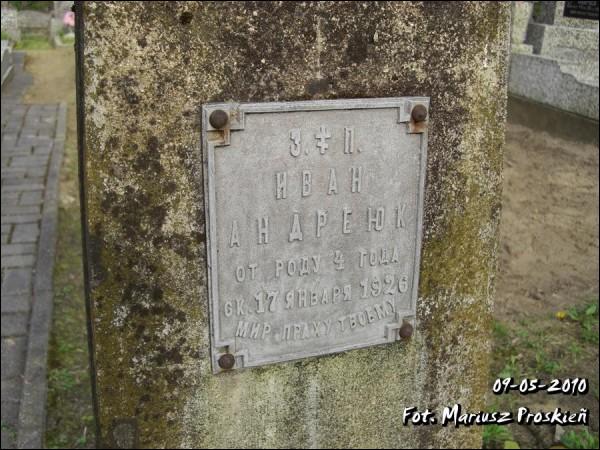 З. ✝ П.
ИВАН
АНДРЕЮК
ОТ РОДУ 4 ГОДА
СК. 17 ЯНВАРЯ 1926
МИР ПРАХУ ТВОЕМУ
09-05-2010
Fot. Mariusz Proskień